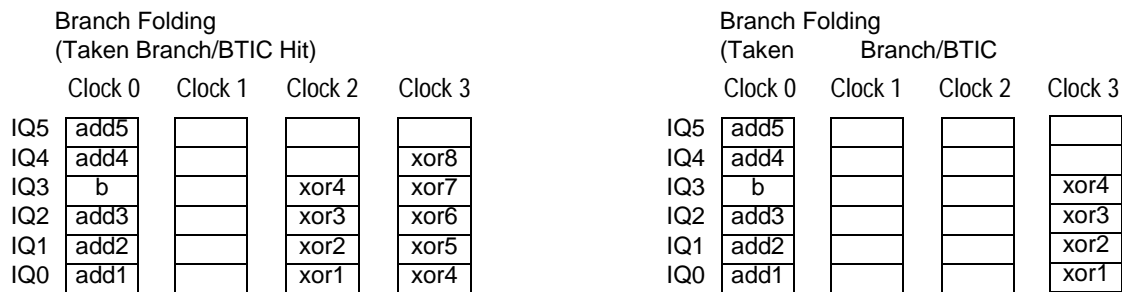 Branch Folding
(Taken Branch/BTIC Hit)
Clock 0 Clock 1 Clock 2 Clock 3
IQ5 add5
IQ4 add4 xor8
IQ3 b xor4 xor7
IQ2 add3 xor3 xor6
IQ1 add2 xor2 xor5
IQ0 add1 xor1 xor4
Branch Folding
(Taken Branch/BTIC
Clock 0 Clock 1 Clock 2 Clock 3
IQ5 add5
IQ4 add4
IQ3 b xor4
IQ2 add3 xor3
IQ1 add2 xor2
IQ0 add1 xor1